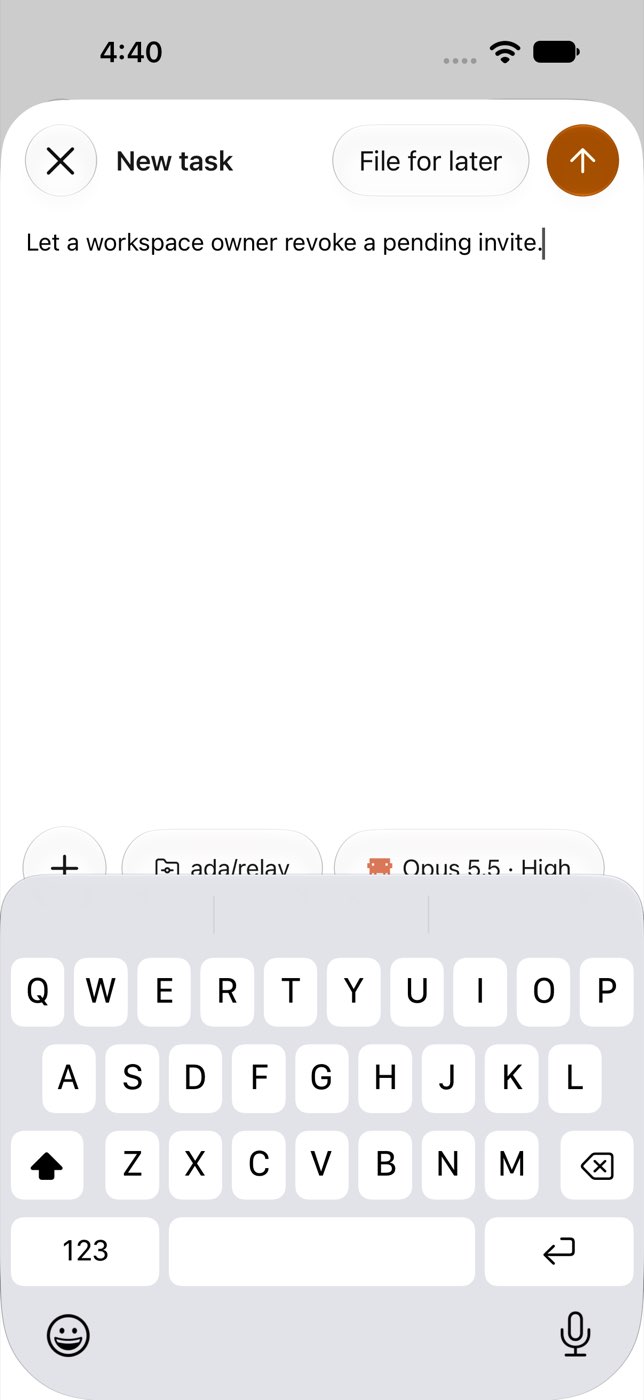 4:40
New task
File for later
Let a workspace owner revoke a pending invite.
ada/relay
Opus 5.5 · High
Q W E R T Y U I O P
A S D F G H J K L
Z X C V B N M
123